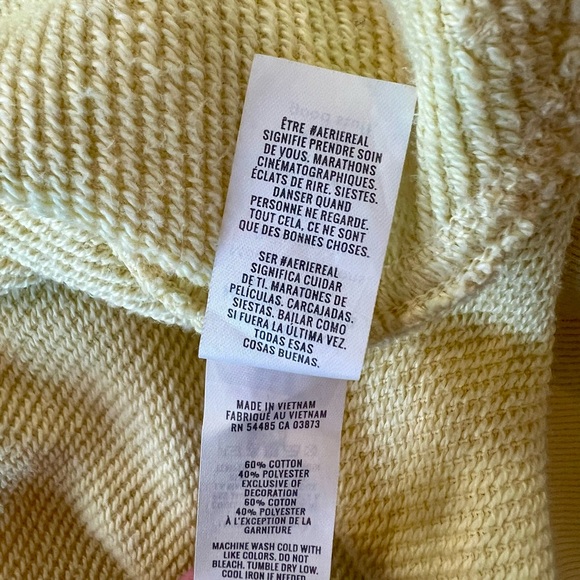 ÊTRE #AERIEREAL
SIGNIFIE PRENDRE SOIN
DE VOUS. MARATHONS
CINÉMATOGRAPHIQUES.
ÉCLATS DE RIRE. SIESTES.
DANSER QUAND
PERSONNE NE REGARDE.
TOUT CELA, CE NE SONT
QUE DES BONNES CHOSES.
SER #AERIEREAL
SIGNIFICA CUIDAR
DE TI. MARATONES DE
PELÍCULAS. CARCAJADAS.
SIESTAS. BAILAR COMO
SI FUERA LA ÚLTIMA VEZ.
TODAS ESAS
COSAS BUENAS.
MADE IN VIETNAM
FABRIQUÉ AU VIETNAM
RN 54485 CA 03873
60% COTTON
40% POLYESTER
EXCLUSIVE OF
DECORATION
60% COTON
40% POLYESTER
À L'EXCEPTION DE LA
GARNITURE
MACHINE WASH COLD WITH
LIKE COLORS. DO NOT
BLEACH. TUMBLE DRY LOW.
COOL IRON IF NEEDED